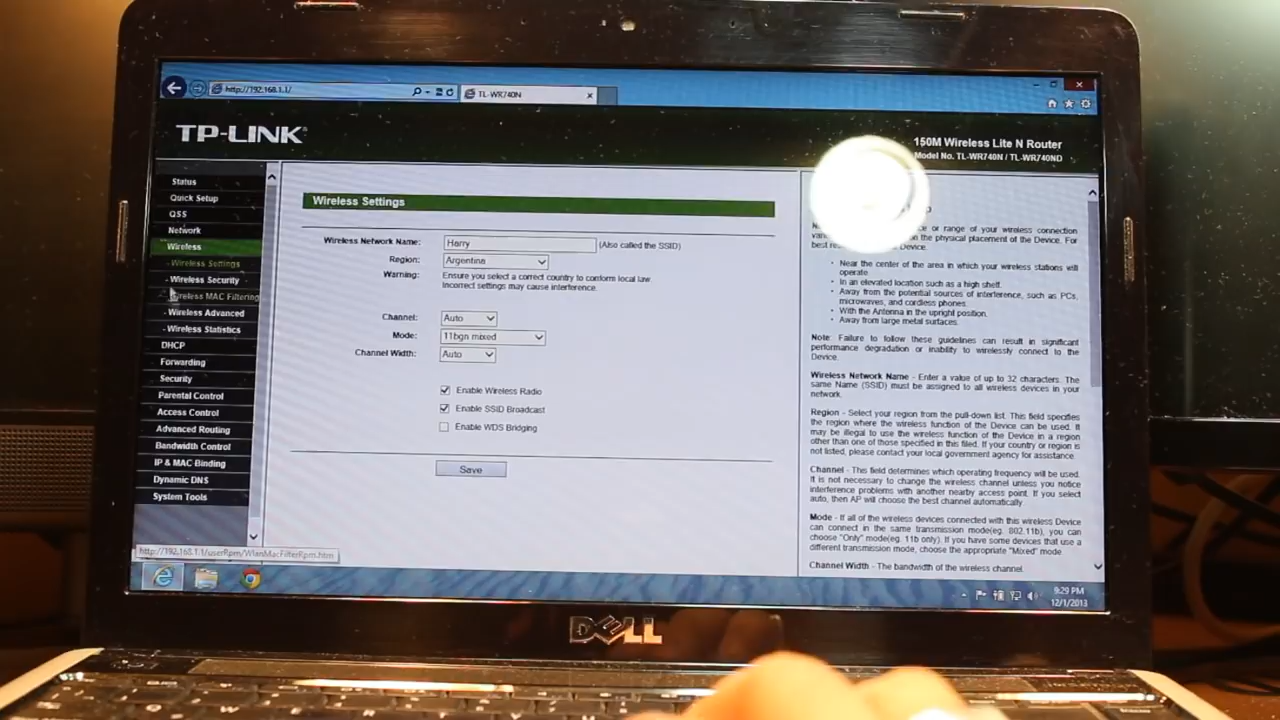 http://192.168.1.1/
TL-WR740N
TP-LINK
150M Wireless Lite N Router
Model No. TL-WR740N / TL-WR740ND
Status
Quick Setup
QSS
Network
Wireless
- Wireless Settings
- Wireless Security
Wireless MAC Filtering
- Wireless Advanced
- Wireless Statistics
DHCP
Forwarding
Security
Parental Control
Access Control
Advanced Routing
Bandwidth Control
IP & MAC Binding
Dynamic DNS
System Tools
http://192.168.1.1/userRpm/WlanMacFilterRpm.htm
Wireless Settings
Wireless Network Name: Harry (Also called the SSID)
Region: Argentina
Warning: Ensure you select a correct country to conform local law.
Incorrect settings may cause interference.
Channel: Auto
Mode: 11bgn mixed
Channel Width: Auto
Enable Wireless Radio
Enable SSID Broadcast
Enable WDS Bridging
Save
or range of your wireless connection
the physical placement of the Device. For
best Device.
• Near the center of the area in which your wireless stations will
operate.
• In an elevated location such as a high shelf.
• Away from the potential sources of interference, such as PCs,
microwaves, and cordless phones.
• With the Antenna in the upright position.
• Away from large metal surfaces.
Note: Failure to follow these guidelines can result in significant
performance degradation or inability to wirelessly connect to the
Device.
Wireless Network Name - Enter a value of up to 32 characters. The
same Name (SSID) must be assigned to all wireless devices in your
network.
Region - Select your region from the pull-down list. This field specifies
the region where the wireless function of the Device can be used. It
may be illegal to use the wireless function of the Device in a region
other than one of those specified in this filed. If your country or region is
not listed, please contact your local government agency for assistance.
Channel - This field determines which operating frequency will be used.
It is not necessary to change the wireless channel unless you notice
interference problems with another nearby access point. If you select
auto, then AP will choose the best channel automatically.
Mode - If all of the wireless devices connected with this wireless Device
can connect in the same transmission mode(eg. 802.11b), you can
choose "Only" mode(eg. 11b only). If you have some devices that use a
different transmission mode, choose the appropriate "Mixed" mode.
Channel Width - The bandwidth of the wireless channel.
9:29 PM
12/1/2013
DELL